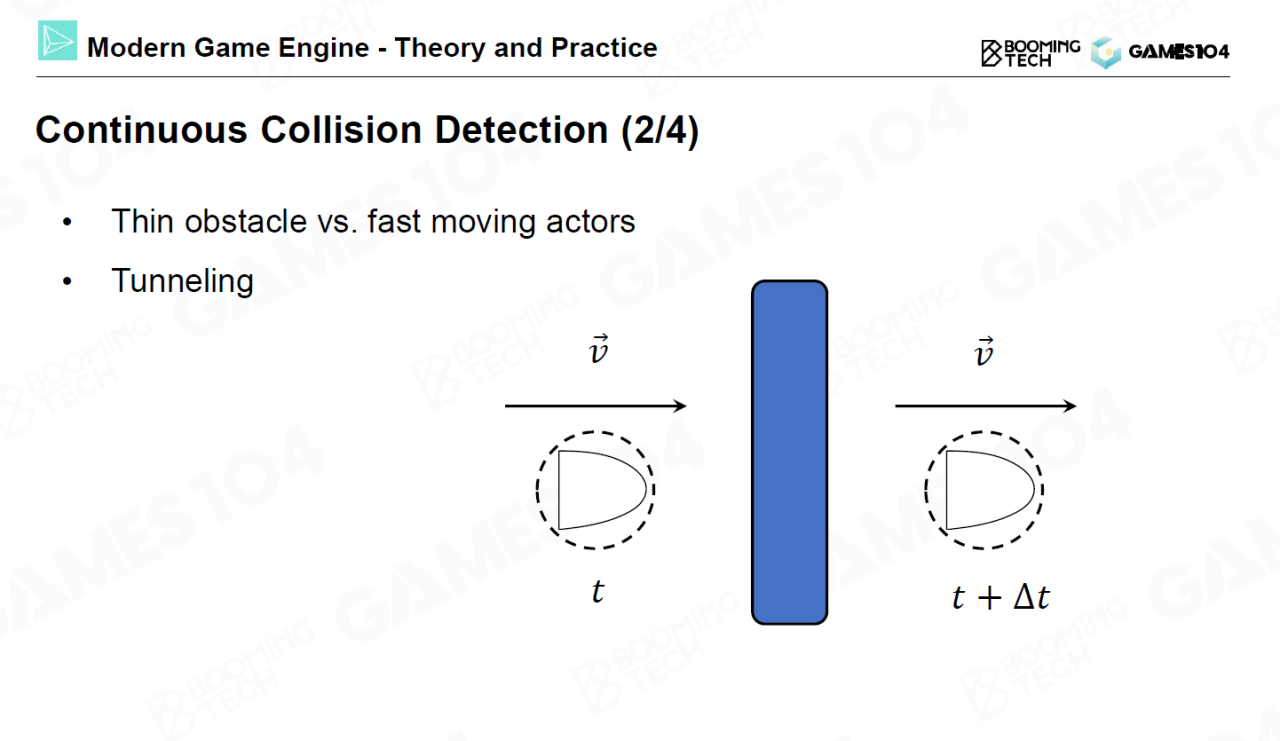 Modern Game Engine - Theory and Practice
BOOMING
TECH
GAMES104
Continuous Collision Detection (2/4)
• Thin obstacle vs. fast moving actors
• Tunneling
$\vec{v}$
$\vec{v}$
t
t + Δt